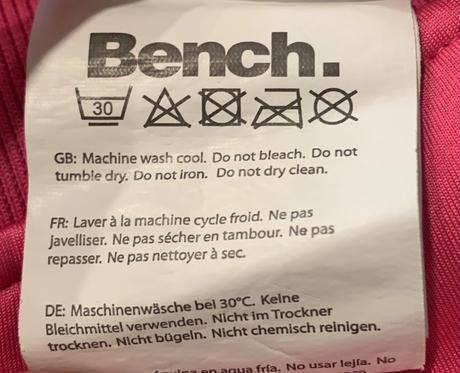 Bench.
30
GB: Machine wash cool. Do not bleach. Do not
tumble dry. Do not iron. Do not dry clean.
FR: Laver à la machine cycle froid. Ne pas
javelliser. Ne pas sécher en tambour. Ne pas
repasser. Ne pas nettoyer à sec.
DE: Maschinenwäsche bei 30°C. Keine
Bleichmittel verwenden. Nicht im Trockner
trocknen. Nicht bügeln. Nicht chemisch reinigen.
en agua fría. No usar lejía. No